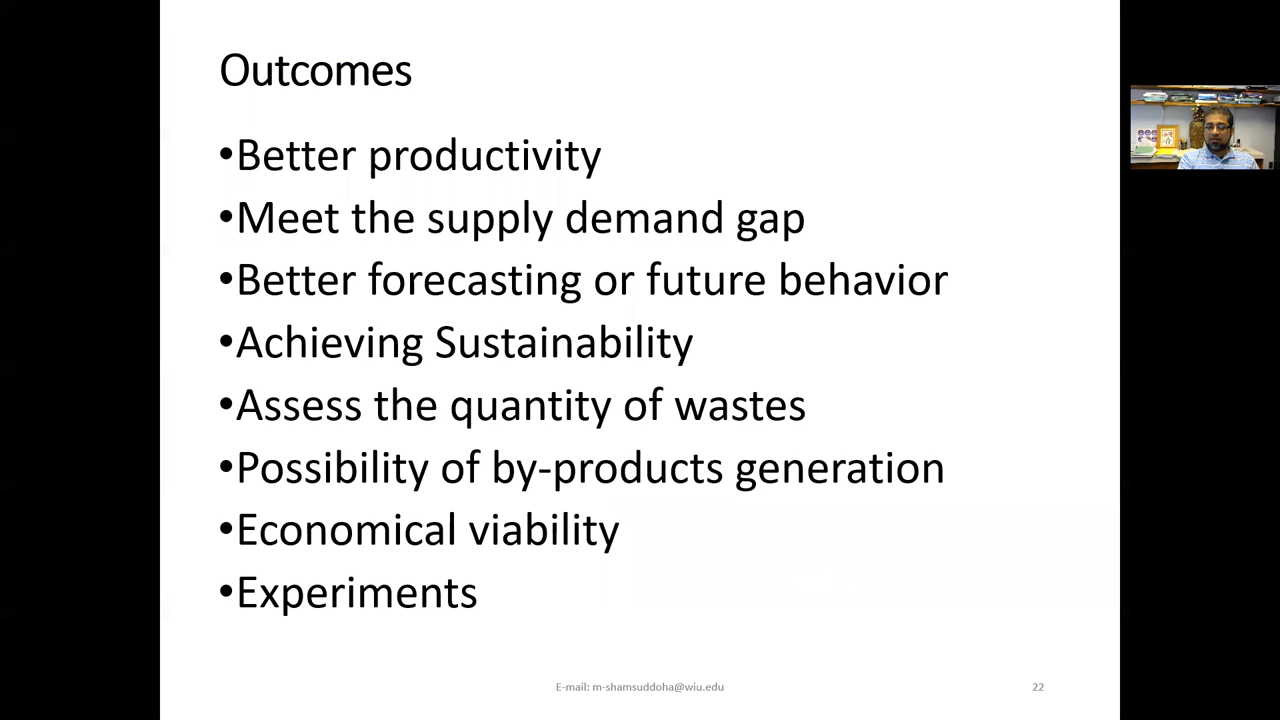 Outcomes
•Better productivity
•Meet the supply demand gap
•Better forecasting or future behavior
•Achieving Sustainability
•Assess the quantity of wastes
•Possibility of by-products generation
•Economical viability
•Experiments
E-mail: m-shamsuddoha@wiu.edu
22